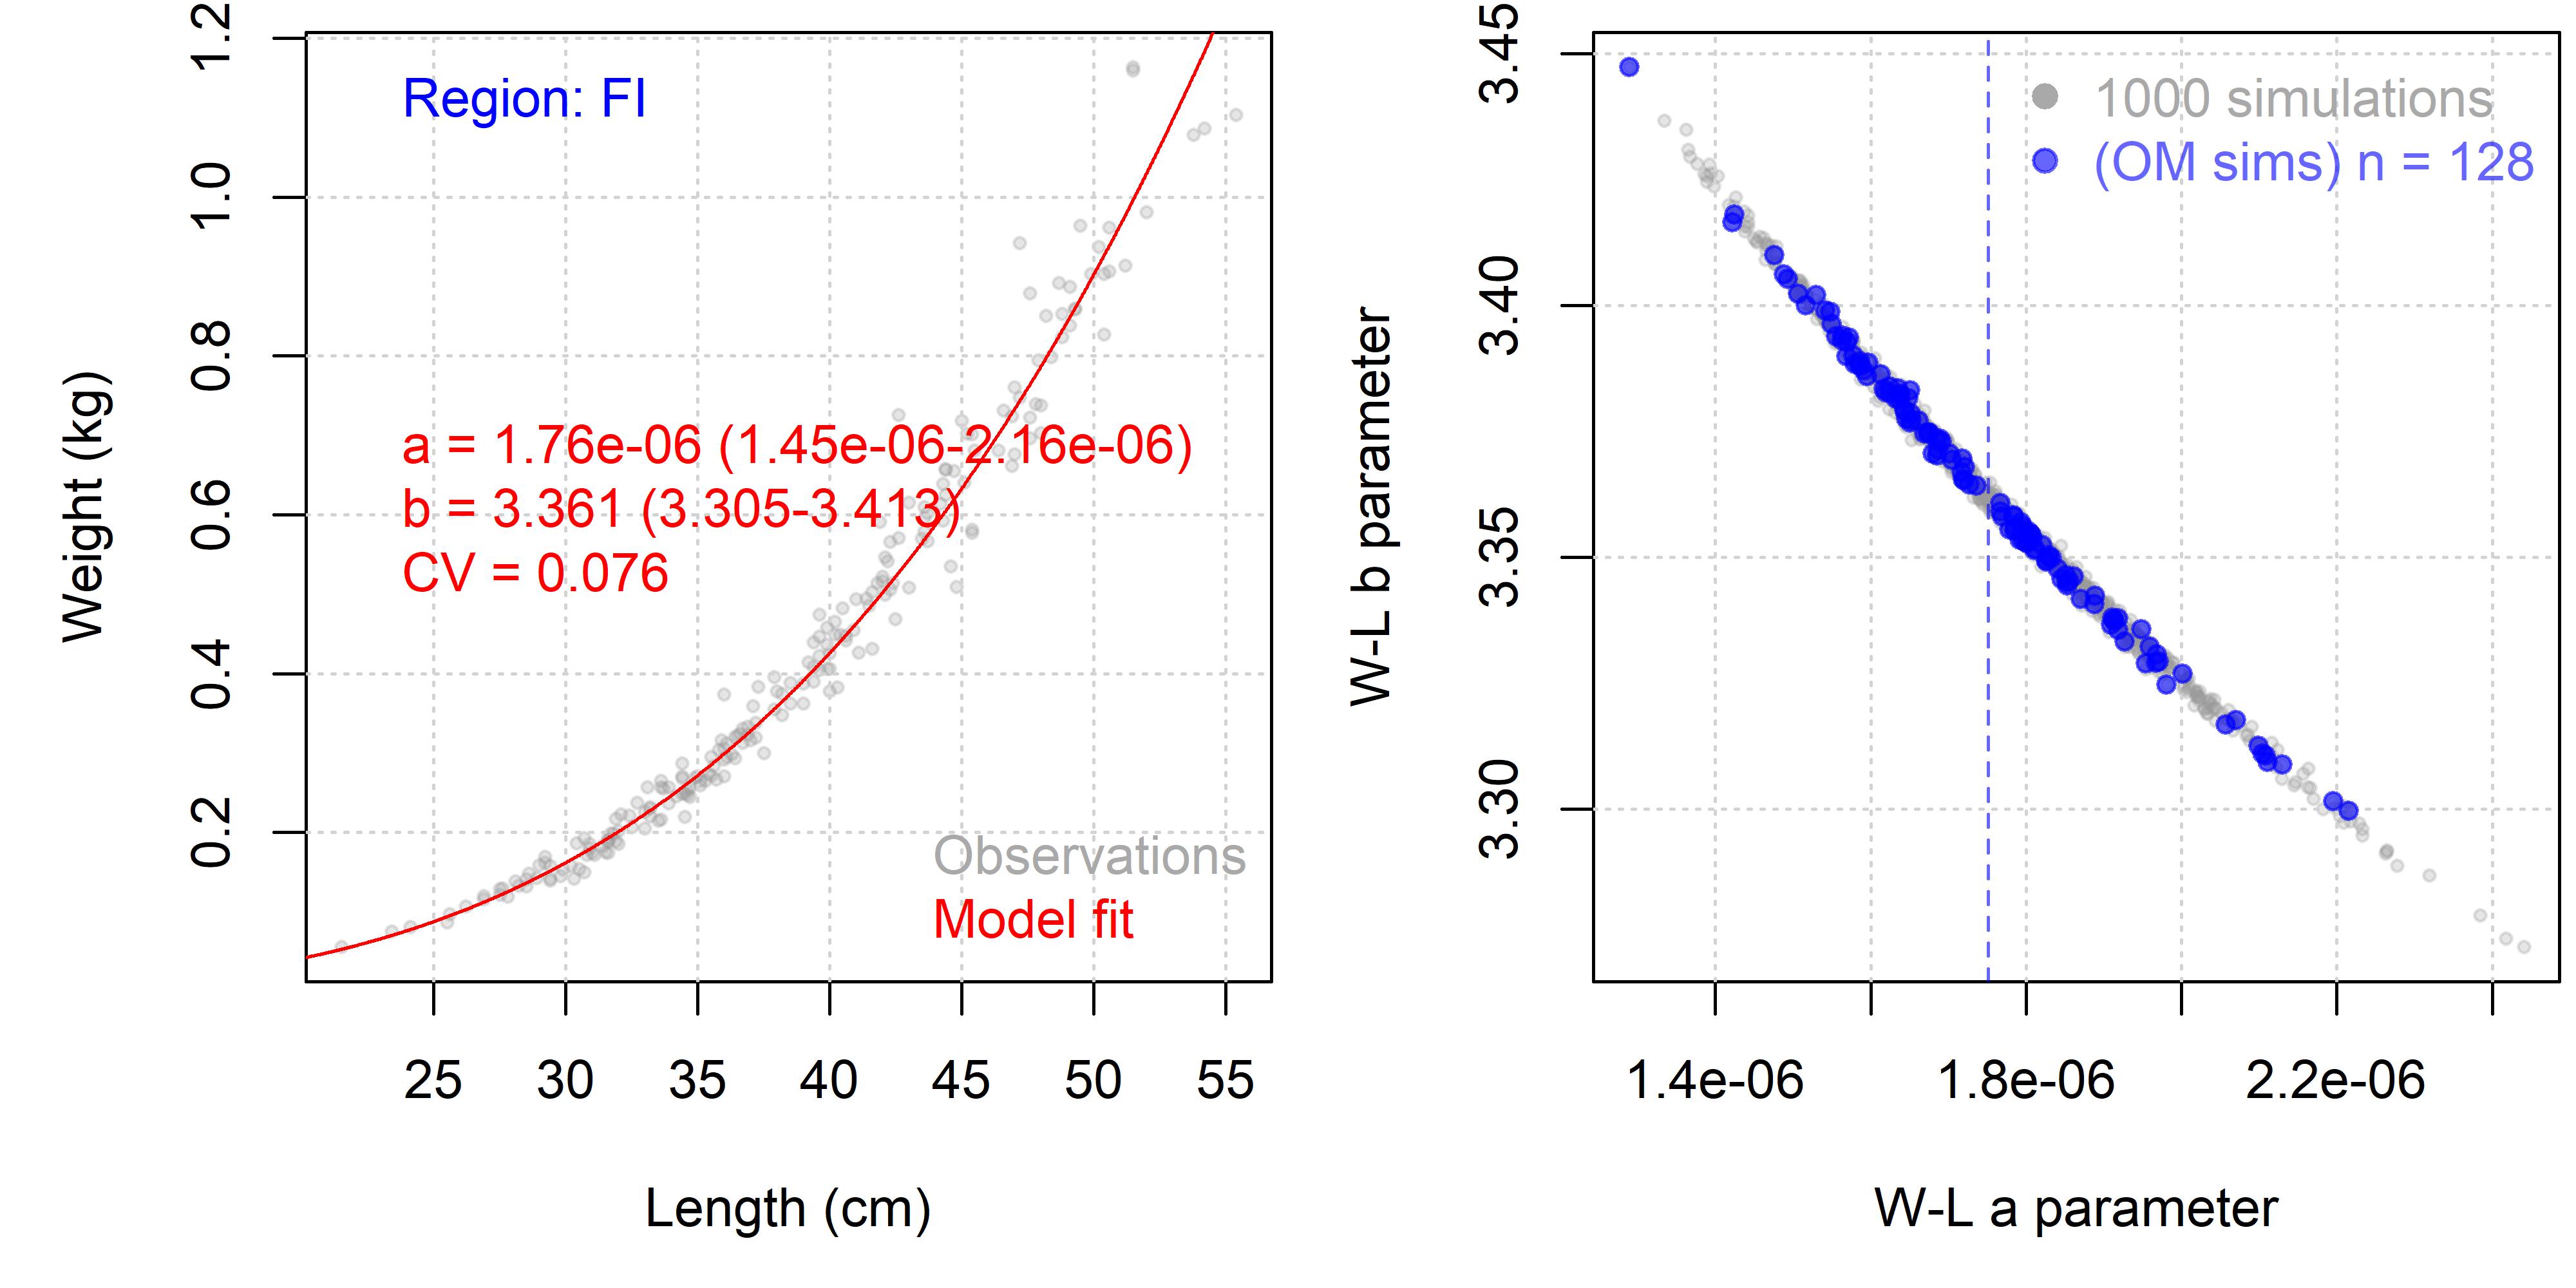 Region: FI
a = 1.76e-06 (1.45e-06-2.16e-06)
b = 3.361 (3.305-3.413)
CV = 0.076
Observations
Model fit
1.2
1.0
0.8
0.6
0.4
0.2
Weight (kg)
25 30 35 40 45 50 55
Length (cm)
1000 simulations
(OM sims) n = 128
3.45
3.40
3.35
3.30
W-L b parameter
1.4e-06 1.8e-06 2.2e-06
W-L a parameter